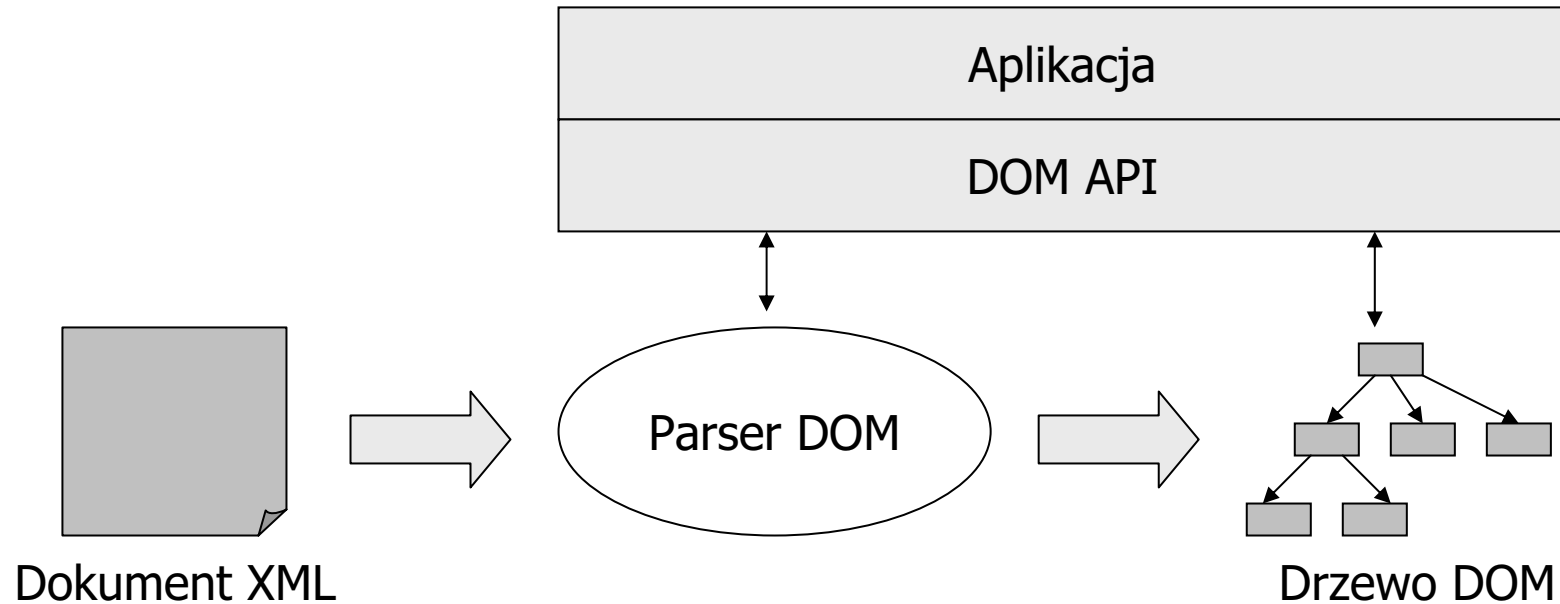 Aplikacja
DOM API
Parser DOM
Dokument XML
Drzewo DOM